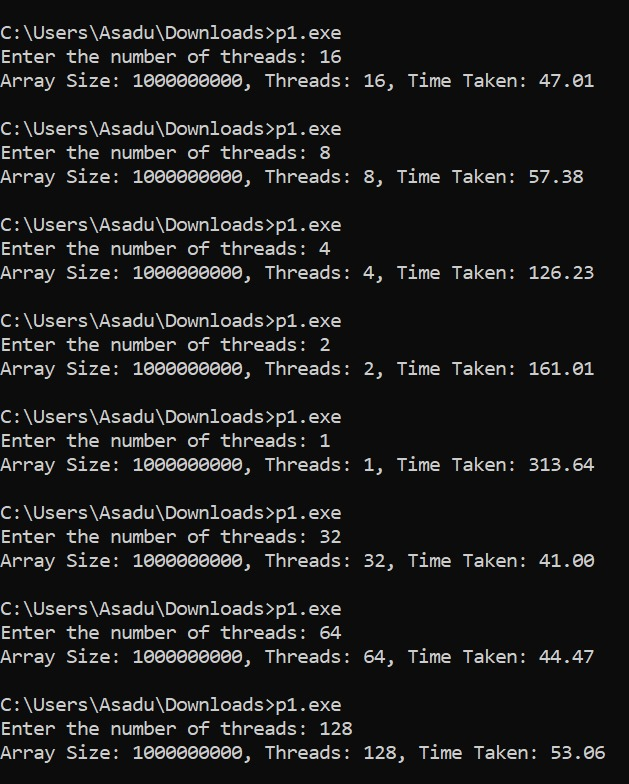 C:\Users\Asadu\Downloads>p1.exe
Enter the number of threads: 16
Array Size: 1000000000, Threads: 16, Time Taken: 47.01
C:\Users\Asadu\Downloads>p1.exe
Enter the number of threads: 8
Array Size: 1000000000, Threads: 8, Time Taken: 57.38
C:\Users\Asadu\Downloads>p1.exe
Enter the number of threads: 4
Array Size: 1000000000, Threads: 4, Time Taken: 126.23
C:\Users\Asadu\Downloads>p1.exe
Enter the number of threads: 2
Array Size: 1000000000, Threads: 2, Time Taken: 161.01
C:\Users\Asadu\Downloads>p1.exe
Enter the number of threads: 1
Array Size: 1000000000, Threads: 1, Time Taken: 313.64
C:\Users\Asadu\Downloads>p1.exe
Enter the number of threads: 32
Array Size: 1000000000, Threads: 32, Time Taken: 41.00
C:\Users\Asadu\Downloads>p1.exe
Enter the number of threads: 64
Array Size: 1000000000, Threads: 64, Time Taken: 44.47
C:\Users\Asadu\Downloads>p1.exe
Enter the number of threads: 128
Array Size: 1000000000, Threads: 128, Time Taken: 53.06